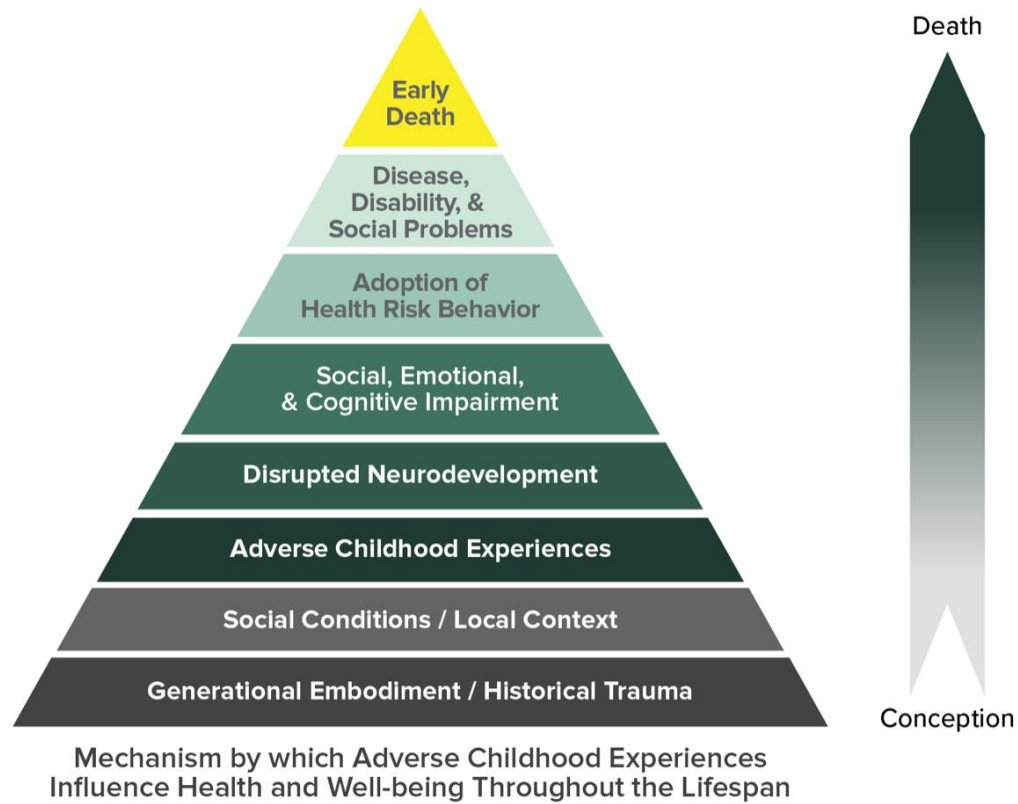 Death
Early
Death
Disease,
Disability, &
Social Problems
Adoption of
Health Risk Behavior
Social, Emotional,
& Cognitive Impairment
Disrupted Neurodevelopment
Adverse Childhood Experiences
Social Conditions / Local Context
Generational Embodiment / Historical Trauma
Conception
Mechanism by which Adverse Childhood Experiences
Influence Health and Well-being Throughout the Lifespan